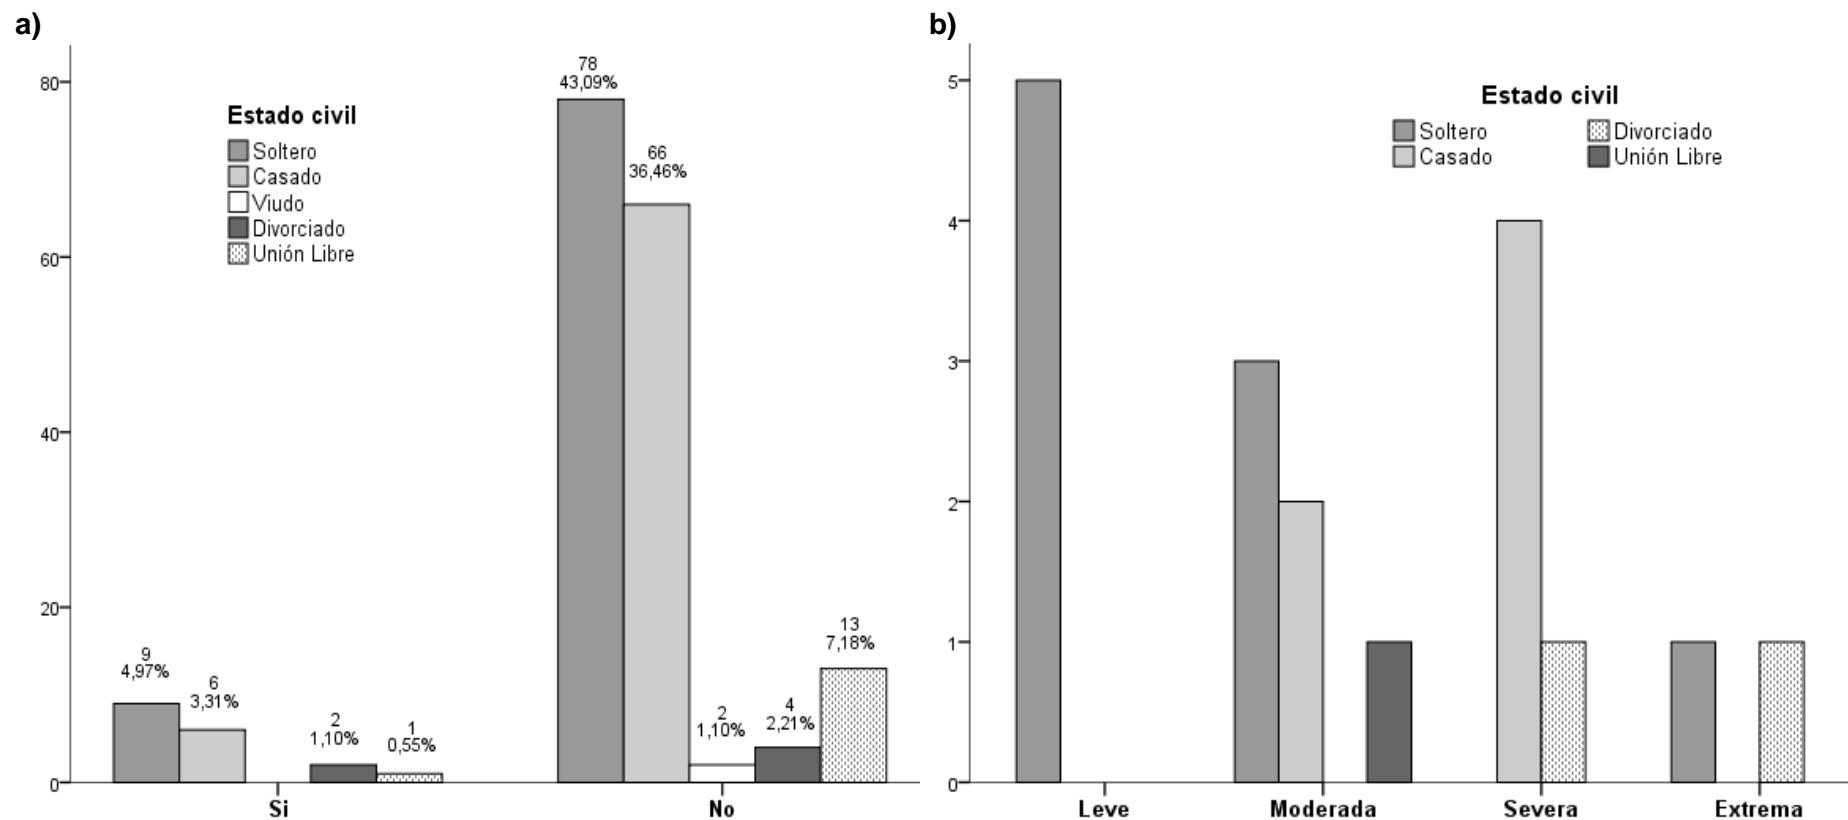 a)
80
60
40
20
0
Estado civil
Soltero
Casado
Viudo
Divorciado
Unión Libre
9
4,97%
6
3,31%
2
1,10%
1
0,55%
78
43,09%
66
36,46%
2
1,10%
4
2,21%
13
7,18%
Si
No
b)
5
4
3
2
1
0
Estado civil
Soltero
Casado
Divorciado
Unión Libre
Leve
Moderada
Severa
Extrema